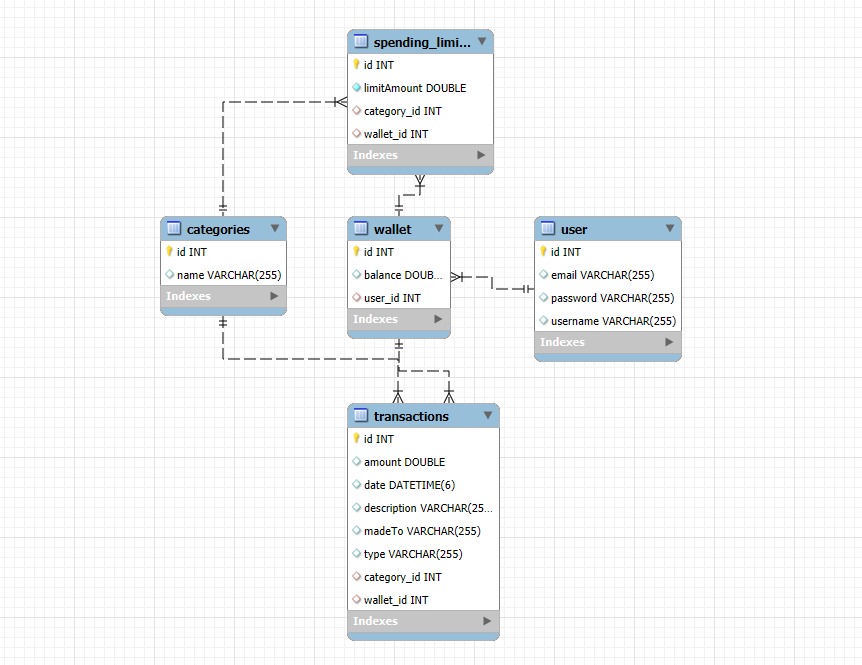 spending_limi...
id INT
limitAmount DOUBLE
category_id INT
wallet_id INT
Indexes
categories
id INT
name VARCHAR(255)
Indexes
wallet
id INT
balance DOUB...
user_id INT
Indexes
user
id INT
email VARCHAR(255)
password VARCHAR(255)
username VARCHAR(255)
Indexes
transactions
id INT
amount DOUBLE
date DATETIME(6)
description VARCHAR(25...
madeTo VARCHAR(255)
type VARCHAR(255)
category_id INT
wallet_id INT
Indexes